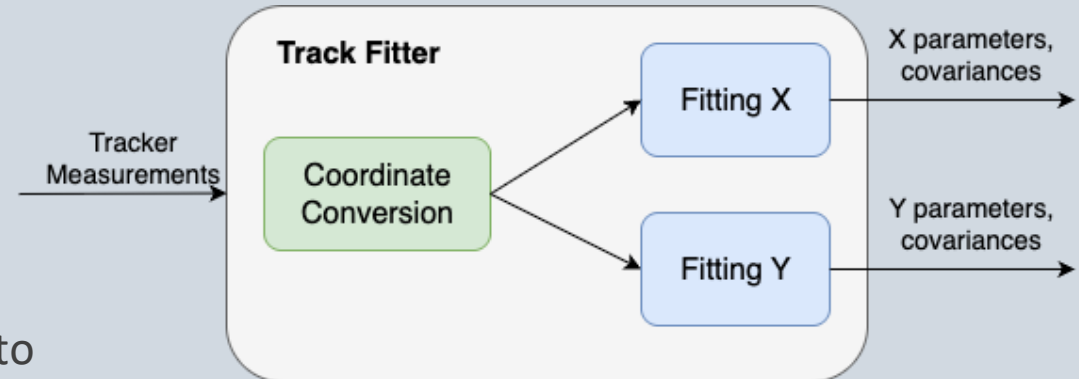 Track Fitter
Tracker
Measurements
Coordinate
Conversion
Fitting X
X parameters,
covariances
Fitting Y
Y parameters,
covariances
to